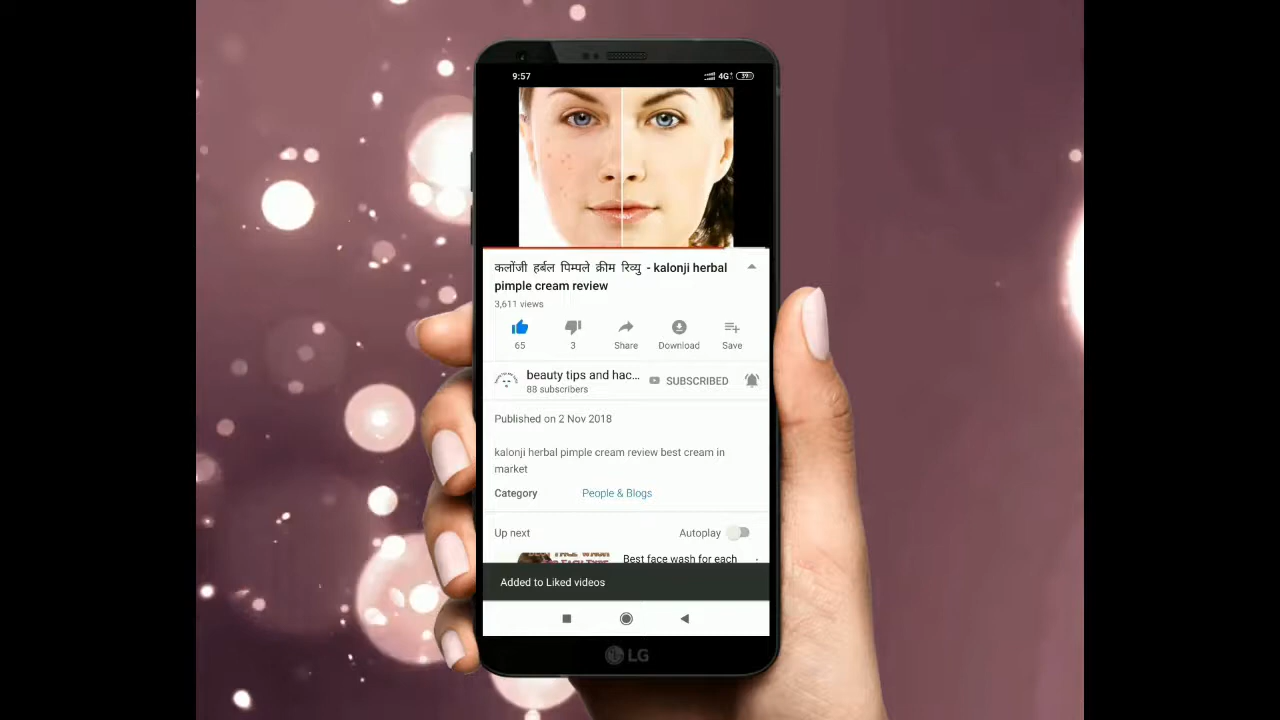 9:57
4G 39
कलोंजी हर्बल पिम्पले क्रीम रिव्यु - kalonji herbal
pimple cream review
3,611 views
65 3 Share Download Save
beauty tips and hac... SUBSCRIBED
88 subscribers
Published on 2 Nov 2018
kalonji herbal pimple cream review best cream in
market
Category People & Blogs
Up next Autoplay
Best face wash for each
Added to Liked videos
LG